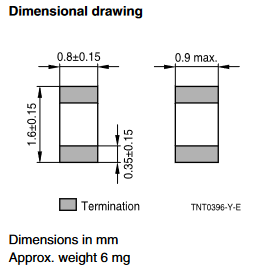 Dimensional drawing
0.8±0.15
0.9 max.
1.6±0.15
0.35±0.15
Termination
TNT0396-Y-E
Dimensions in mm
Approx. weight 6 mg